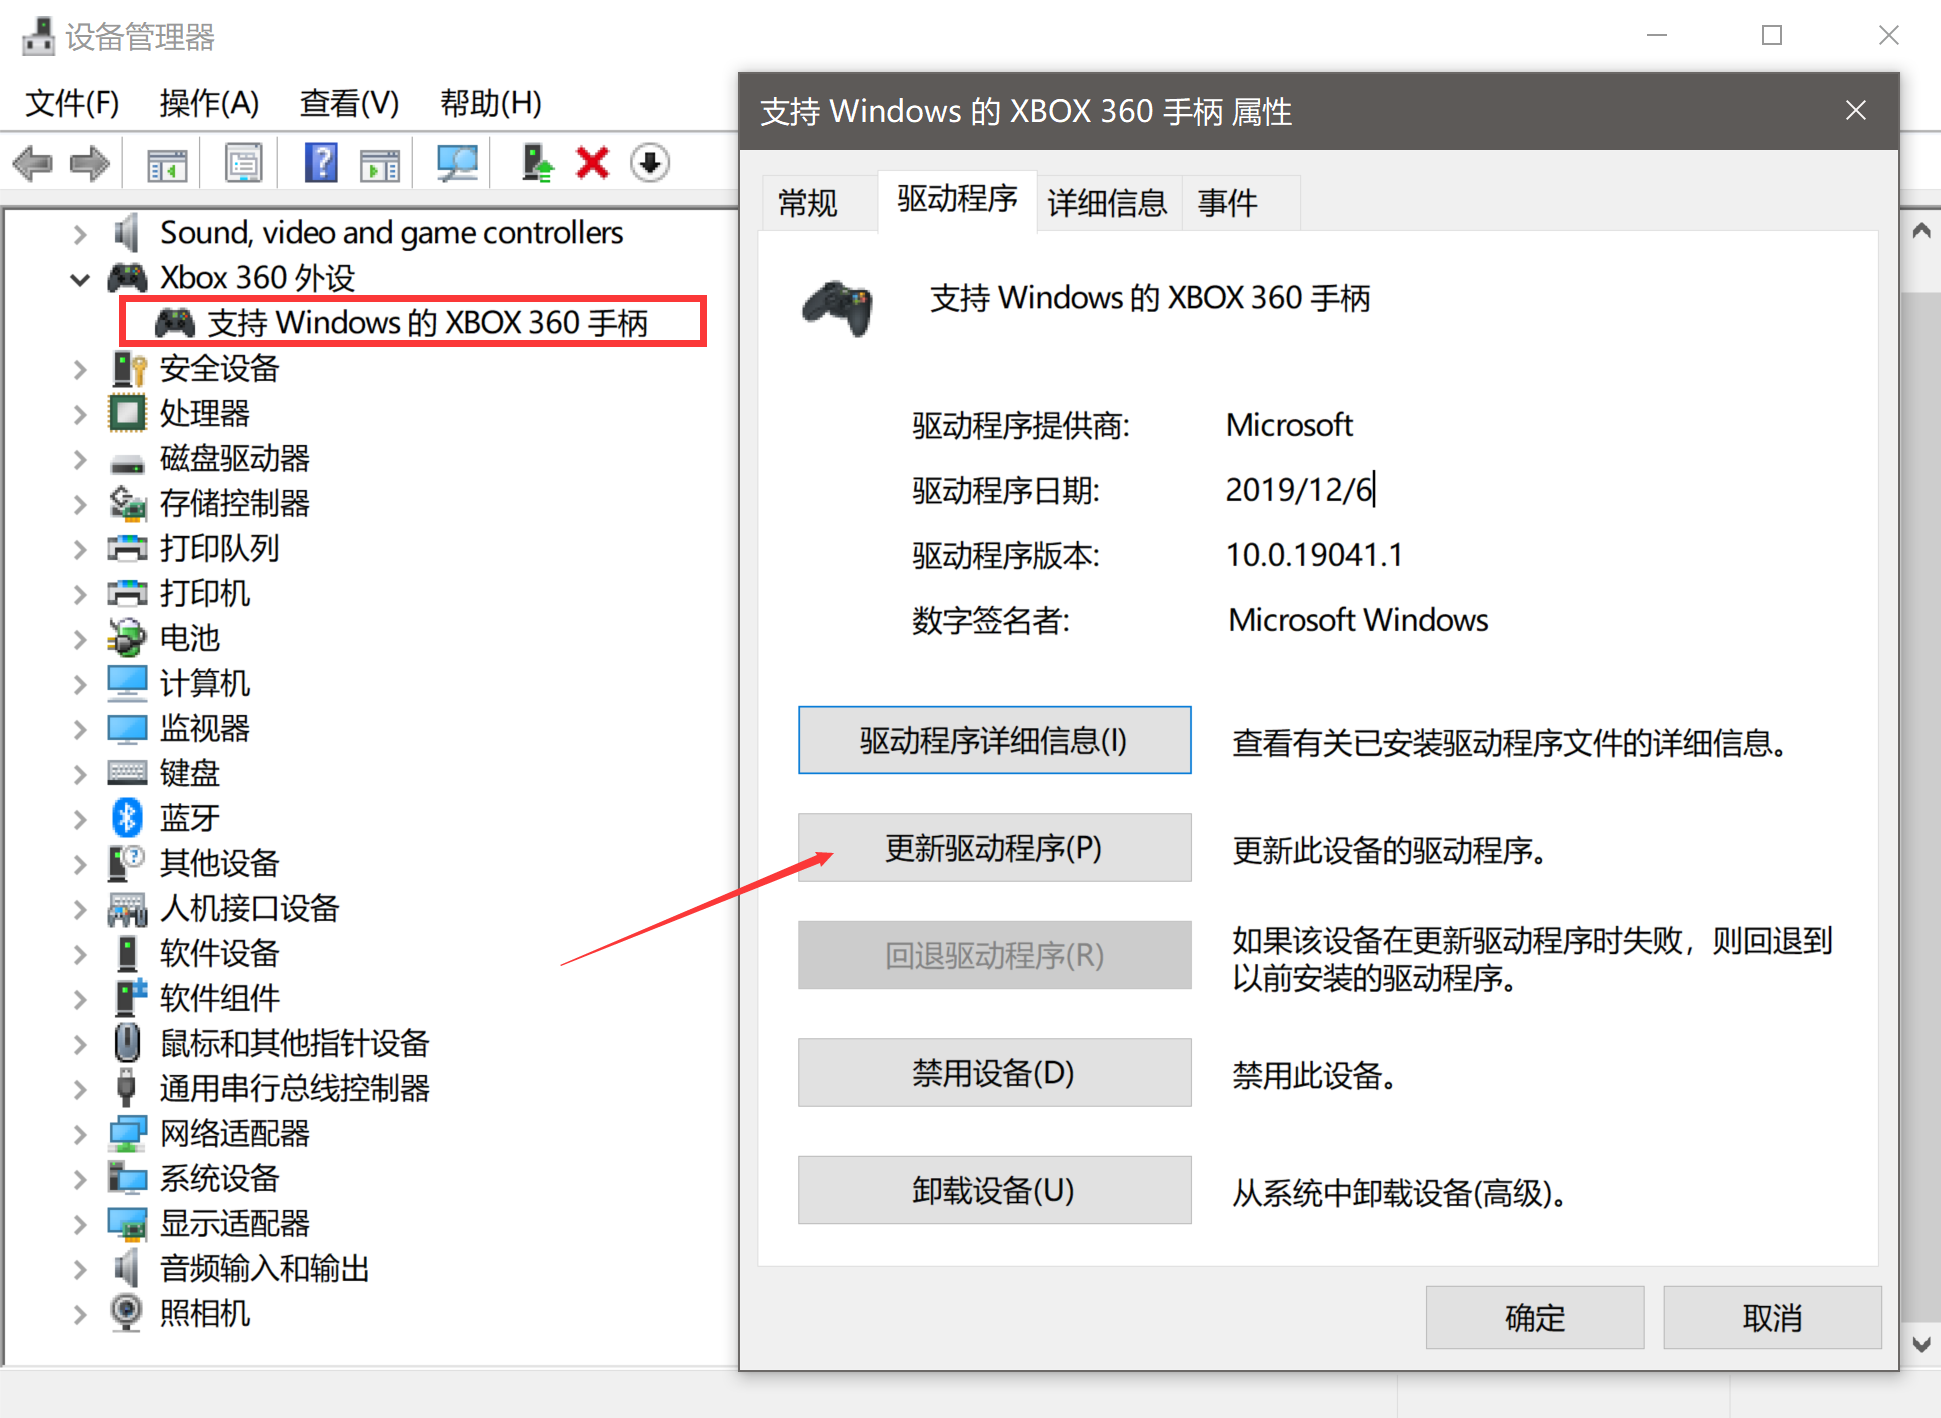 设备管理器
文件(F) 操作(A) 查看(V) 帮助(H)
Sound, video and game controllers
Xbox 360 外设
支持 Windows 的 XBOX 360 手柄
安全设备
处理器
磁盘驱动器
存储控制器
打印队列
打印机
电池
计算机
监视器
键盘
蓝牙
其他设备
人机接口设备
软件设备
软件组件
鼠标和其他指针设备
通用串行总线控制器
网络适配器
系统设备
显示适配器
音频输入和输出
照相机
支持 Windows 的 XBOX 360 手柄 属性
常规 驱动程序 详细信息 事件
支持 Windows 的 XBOX 360 手柄
驱动程序提供商: Microsoft
驱动程序日期: 2019/12/6
驱动程序版本: 10.0.19041.1
数字签名者: Microsoft Windows
驱动程序详细信息(I) 查看有关已安装驱动程序文件的详细信息。
更新驱动程序(P) 更新此设备的驱动程序。
回退驱动程序(R) 如果该设备在更新驱动程序时失败，则回退到
以前安装的驱动程序。
禁用设备(D) 禁用此设备。
卸载设备(U) 从系统中卸载设备(高级)。
确定 取消